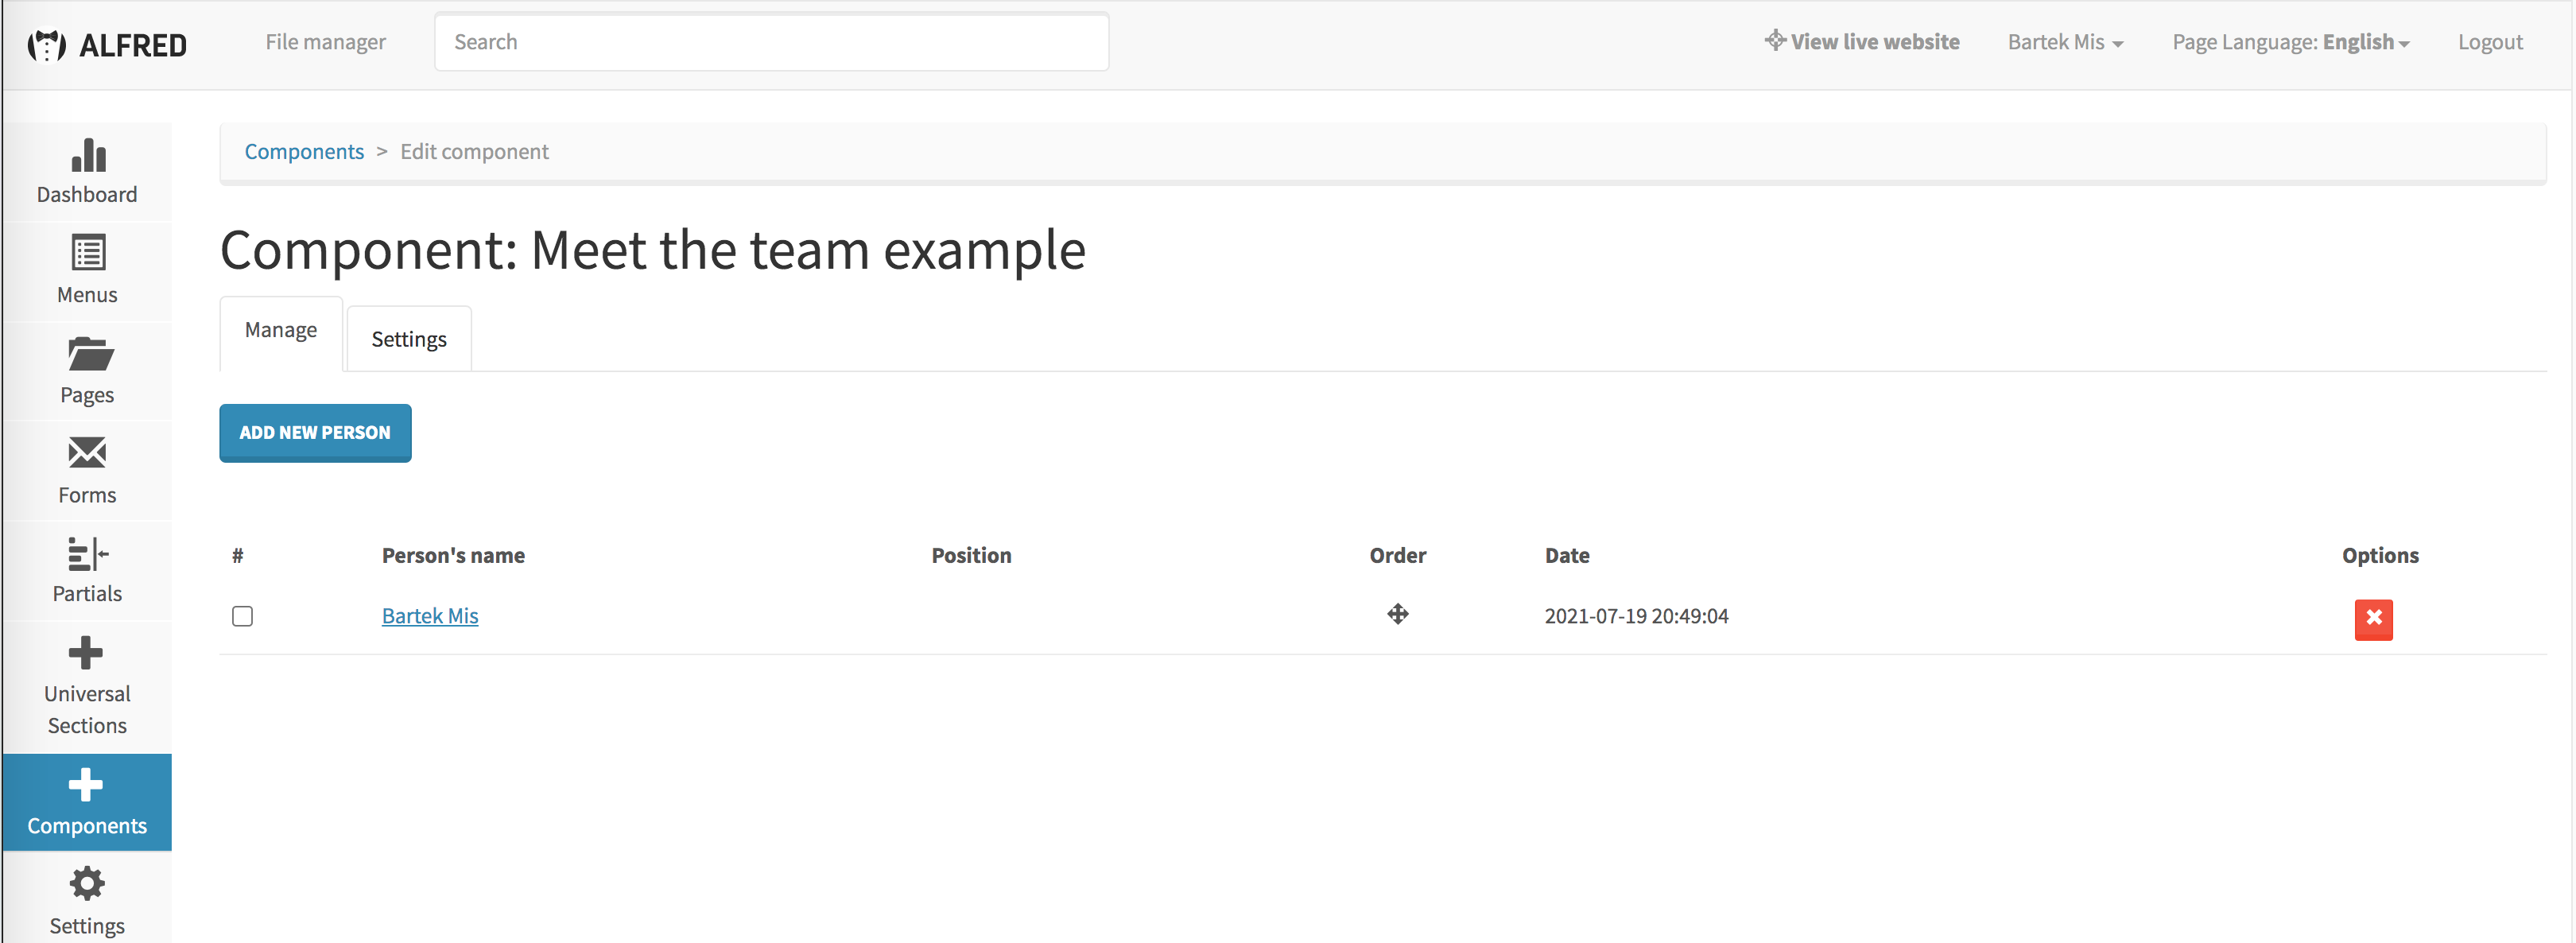 ALFRED
File manager
Search
View live website
Bartek Mis
Page Language: English
Logout
Dashboard
Menus
Pages
Forms
Partials
Universal
Sections
Components
Settings
Components > Edit component
Component: Meet the team example
Manage
Settings
ADD NEW PERSON
# Person's name Position Order Date Options
Bartek Mis 2021-07-19 20:49:04